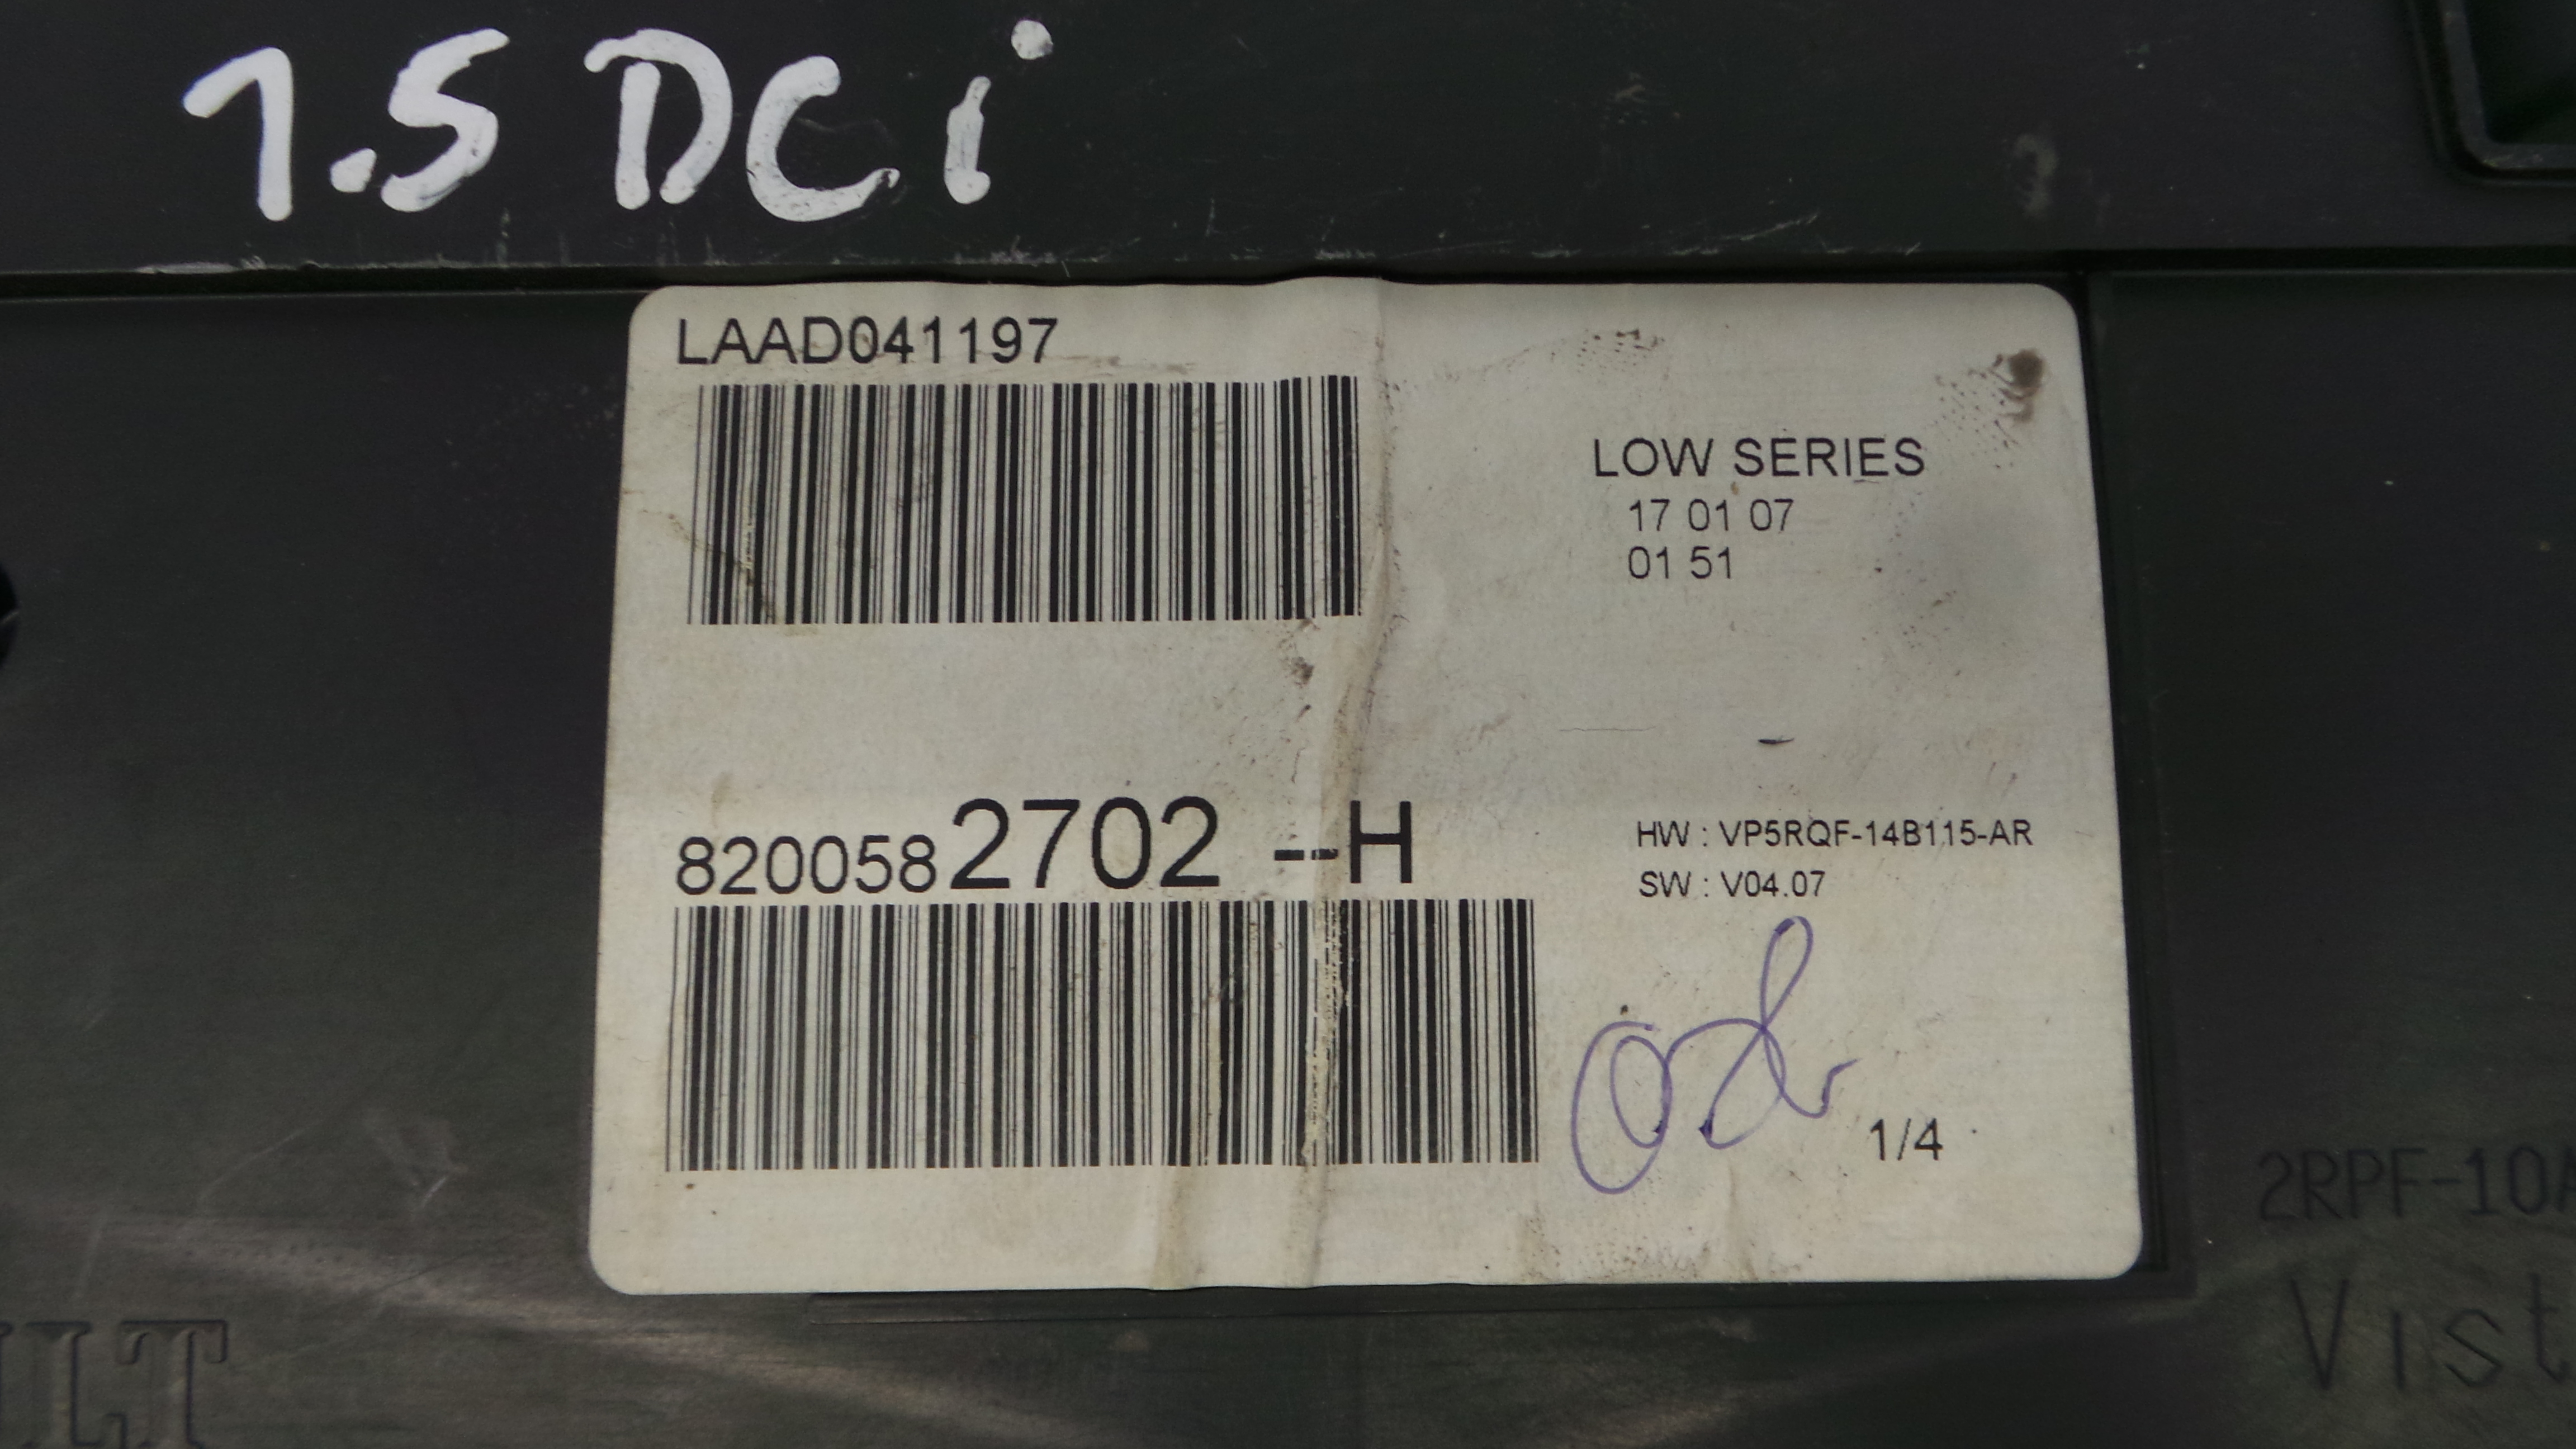 1.5 DCi
LAAD041197
LOW SERIES
17 01 07
01 51
8200582702 --H
HW : VP5RQF-14B115-AR
SW : V04.07
1/4
2RPF-10A
Vist
LT